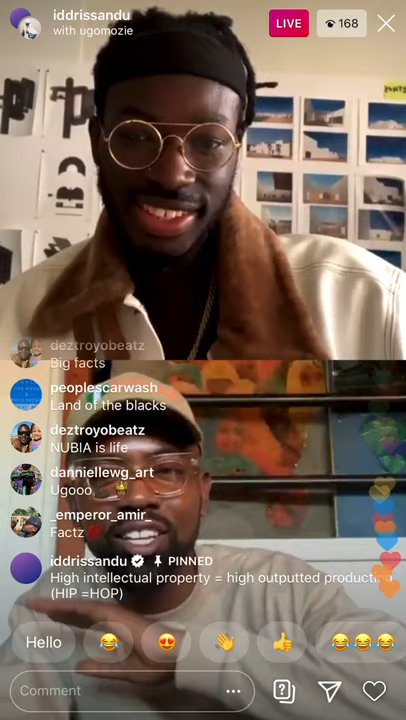 iddrissandu
with ugomozie
LIVE
168
deztroyobeatz
Big facts
peoplescarwash
Land of the blacks
deztroyobeatz
NUBIA is life
danniellewg_art
Ugooo 🤴
_emperor_amir_
Factz 💯
iddrissandu PINNED
High intellectual property = high outputted production
(HIP =HOP)
Hello 😂 😍 👋 👍 😂😂😂
Comment